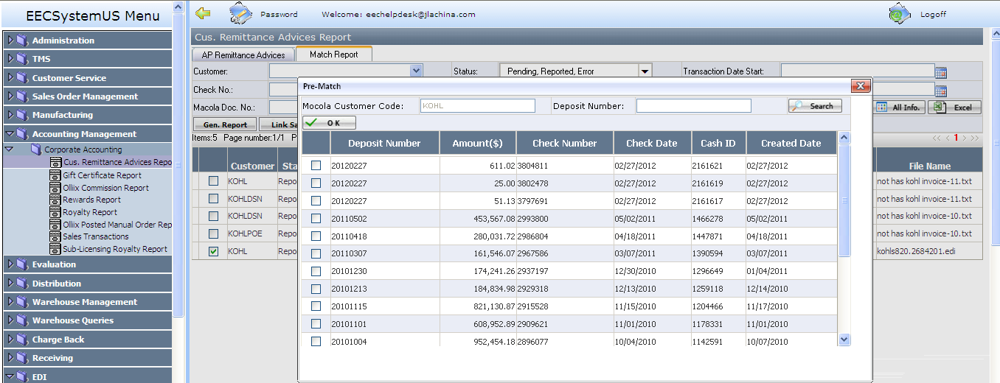 EECSystemUS Menu
Password Welcome: eechelpdesk@jlachina.com Logoff
Administration
TMS
Customer Service
Sales Order Management
Manufacturing
Accounting Management
Corporate Accounting
Cus. Remittance Advices Repo
Gift Certificate Report
Olliix Commission Report
Rewards Report
Royalty Report
Olliix Posted Manual Order Rep
Sales Transactions
Sub-Licensing Royalty Report
Evaluation
Distribution
Warehouse Management
Warehouse Queries
Charge Back
Receiving
EDI
Cus. Remittance Advices Report
AP Remittance Advices Match Report
Customer: Status: Pending, Reported, Error Transaction Date Start:
Check No.:
Macola Doc. No.: All Info. Excel
Gen. Report Link Sa
Items:5 Page number:1/1 P << < 1 > >>
Customer Sta File Name
KOHL Repo not has kohl invoice-11.txt
KOHLDSN Repo not has kohl invoice-11.txt
KOHLDSN Repo not has kohl invoice-10.txt
KOHLPOE Repo not has kohl invoice-10.txt
KOHL Repo kohls820.2684201.edi
Pre-Match
Mocola Customer Code: KOHL Deposit Number: Search
O K
Deposit Number Amount($) Check Number Check Date Cash ID Created Date
20120227 611.02 3804811 02/27/2012 2161621 02/27/2012
20120227 25.00 3802478 02/27/2012 2161619 02/27/2012
20120227 51.13 3797691 02/27/2012 2161617 02/27/2012
20110502 453,567.08 2993800 05/02/2011 1466278 05/02/2011
20110418 280,031.72 2986804 04/18/2011 1447871 04/18/2011
20110307 161,546.07 2967586 03/07/2011 1390594 03/07/2011
20101230 174,241.26 2937197 12/30/2010 1296649 01/04/2011
20101213 184,834.98 2929318 12/13/2010 1259118 12/14/2010
20101115 821,130.87 2915528 11/15/2010 1204466 11/17/2010
20101101 608,952.89 2909621 11/01/2010 1178331 11/01/2010
20101004 952,454.18 2896077 10/04/2010 1142591 10/07/2010